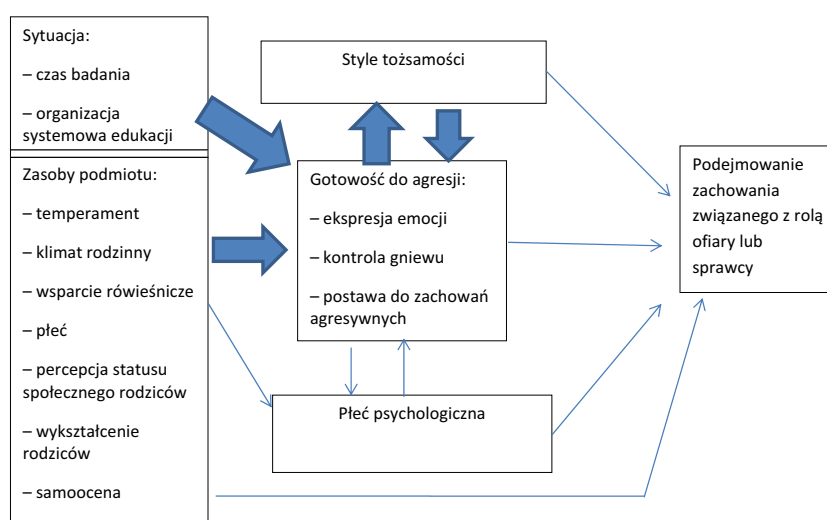 Sytuacja:
– czas badania
– organizacja
systemowa edukacji
Zasoby podmiotu:
– temperament
– klimat rodzinny
– wsparcie rówieśnicze
– płeć
– percepcja statusu
społecznego rodziców
– wykształcenie
rodziców
– samoocena
Style tożsamości
Gotowość do agresji:
– ekspresja emocji
– kontrola gniewu
– postawa do zachowań
agresywnych
Płeć psychologiczna
Podejmowanie
zachowania
związanego z rolą
ofiary lub
sprawcy